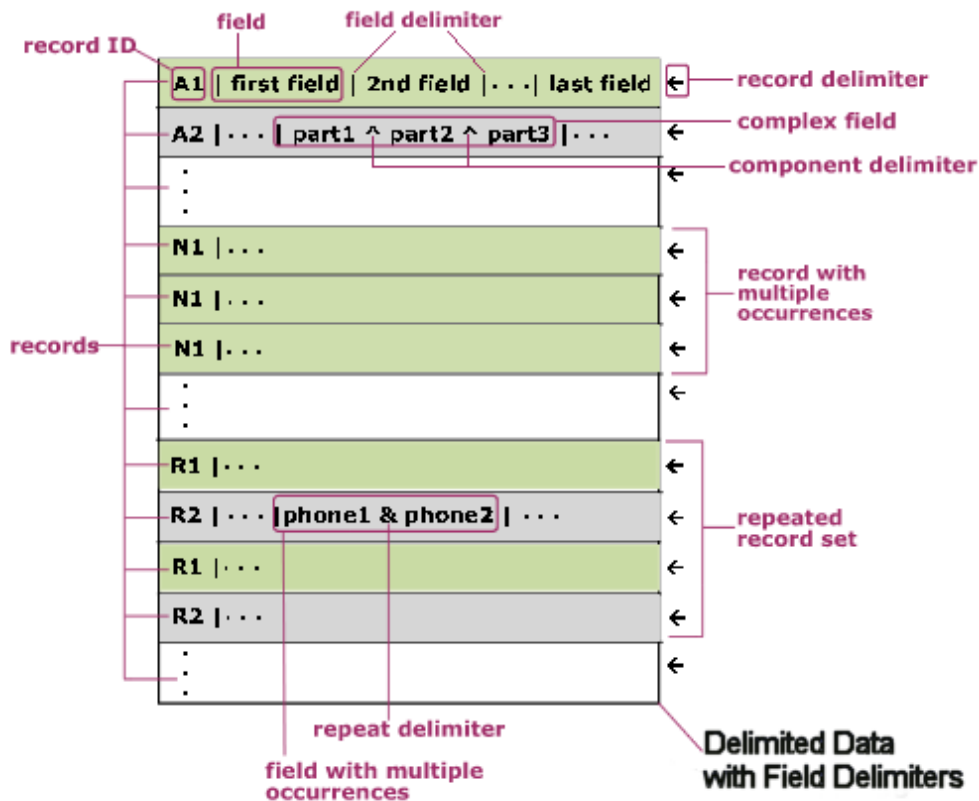 field
field delimiter
record ID
A1 | first field | 2nd field | . . . | last field ←
record delimiter
A2 | . . . | part1 ^ part2 ^ part3 | . . . ←
complex field
component delimiter
←
.
.
.
N1 | . . . ←
N1 | . . . ←
N1 | . . . ←
record with
multiple
occurrences
records
←
.
.
.
R1 | . . . ←
R2 | . . . |phone1 & phone2 | . . . ←
R1 | . . . ←
R2 | . . . ←
repeated
record set
←
.
.
.
repeat delimiter
field with multiple
occurrences
Delimited Data
with Field Delimiters